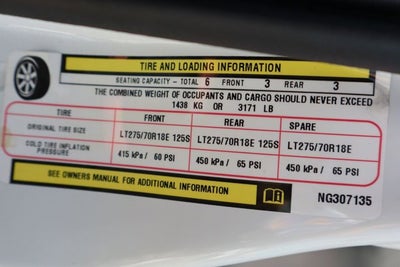 TIRE AND LOADING INFORMATION
SEATING CAPACITY - TOTAL 6 FRONT 3 REAR 3
THE COMBINED WEIGHT OF OCCUPANTS AND CARGO SHOULD NEVER EXCEED
1438 KG OR 3171 LB
TIRE FRONT REAR SPARE
ORIGINAL TIRE SIZE LT275/70R18E 125S LT275/70R18E 125S LT275/70R18E
COLD TIRE INFLATION PRESSURE 415 kPa / 60 PSI 450 kPa / 65 PSI 450 kPa / 65 PSI
SEE OWNERS MANUAL FOR ADDITIONAL INFORMATION
NG307135